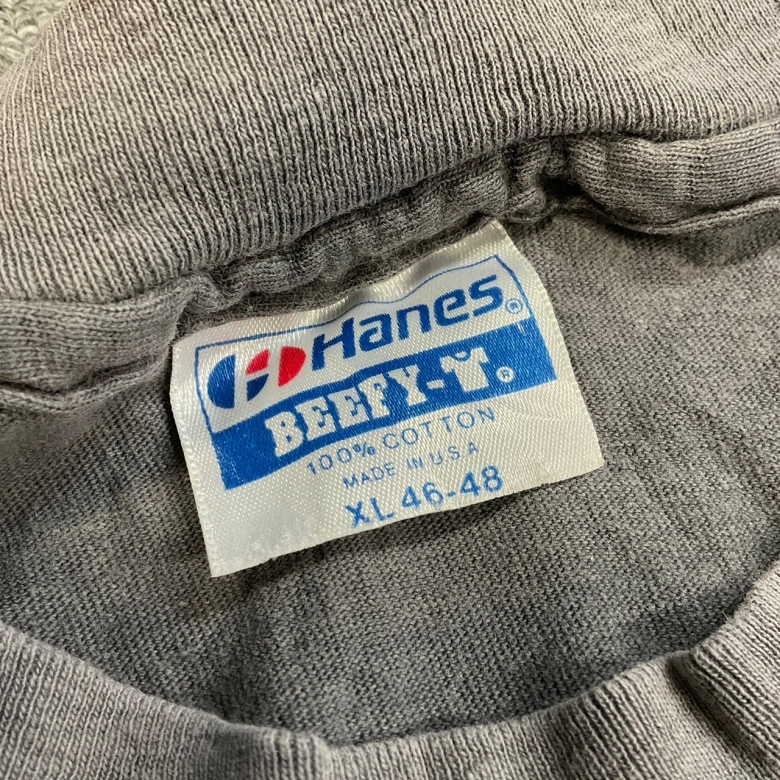 Hanes®
BEEFY-T®
100% COTTON
MADE IN U.S.A
XL 46-48